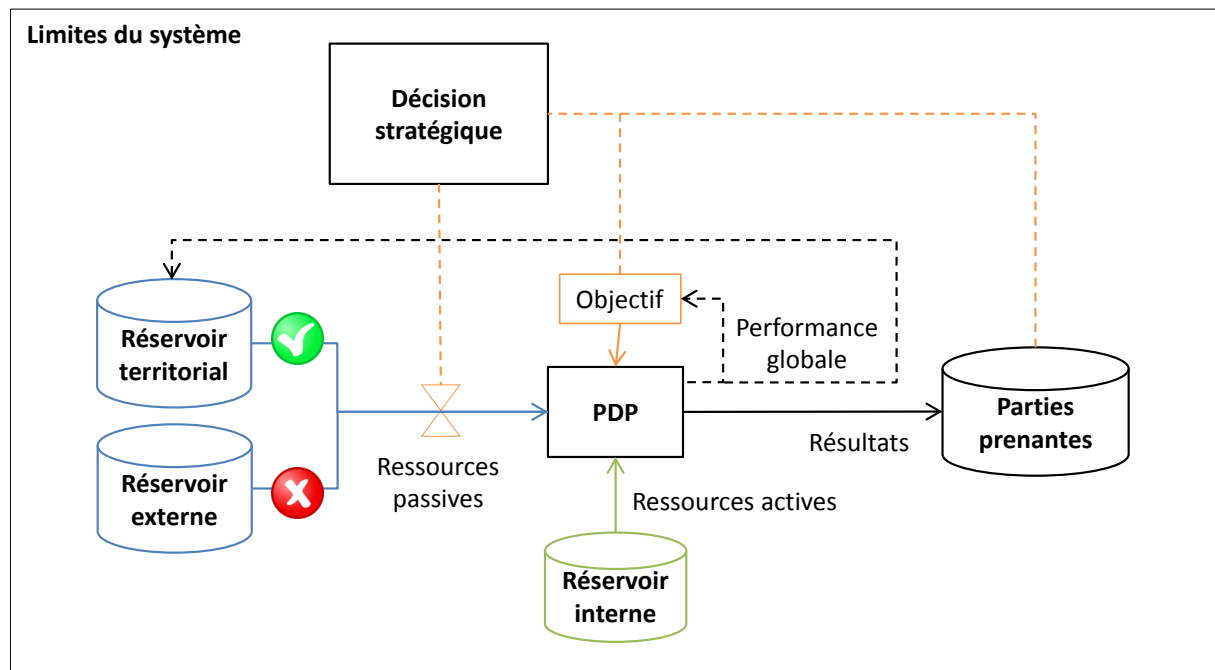 Limites du système
Décision
stratégique
Objectif
Performance
globale
Réservoir
territorial
PDP
Parties
prenantes
Résultats
Ressources
passives
Réservoir
externe
Ressources actives
Réservoir
interne